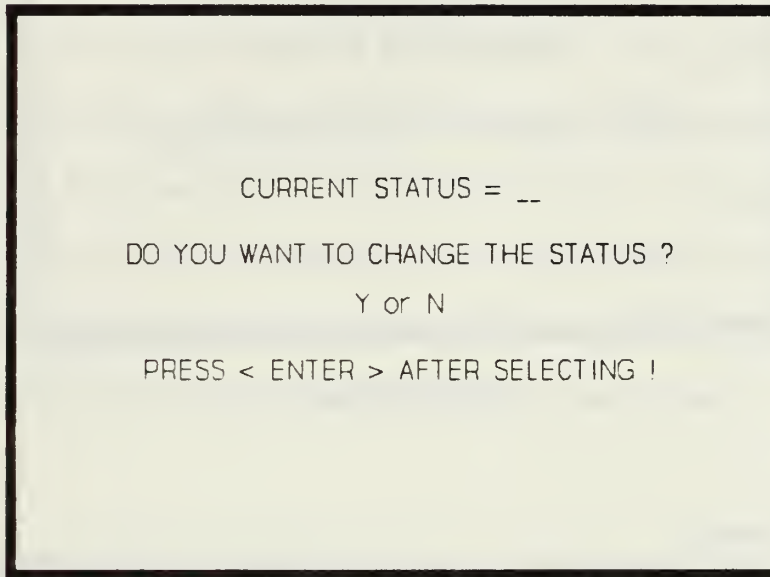 CURRENT STATUS = __
DO YOU WANT TO CHANGE THE STATUS ?
Y or N
PRESS < ENTER > AFTER SELECTING !